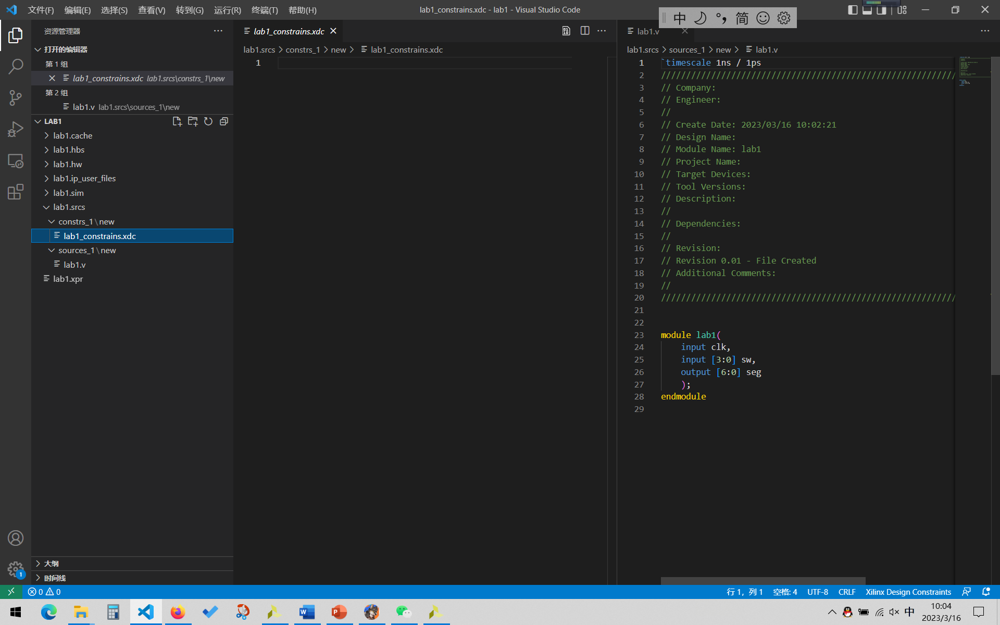 文件(F) 编辑(E) 选择(S) 查看(V) 转到(G) 运行(R) 终端(T) 帮助(H)
lab1_constrains.xdc - lab1 - Visual Studio Code
中 °, 简
资源管理器
打开的编辑器
第 1 组
lab1_constrains.xdc lab1.srcs\constrs_1\new
第 2 组
lab1.v lab1.srcs\sources_1\new
LAB1
lab1.cache
lab1.hbs
lab1.hw
lab1.ip_user_files
lab1.sim
lab1.srcs
constrs_1\new
lab1_constrains.xdc
sources_1\new
lab1.v
lab1.xpr
大纲
时间线
lab1_constrains.xdc
lab1.srcs > constrs_1 > new > lab1_constrains.xdc
1
lab1.v
lab1.srcs > sources_1 > new > lab1.v
1 `timescale 1ns / 1ps
2 ///////////////////////////////////////////////////////////
3 // Company:
4 // Engineer:
5 //
6 // Create Date: 2023/03/16 10:02:21
7 // Design Name:
8 // Module Name: lab1
9 // Project Name:
10 // Target Devices:
11 // Tool Versions:
12 // Description:
13 //
14 // Dependencies:
15 //
16 // Revision:
17 // Revision 0.01 - File Created
18 // Additional Comments:
19 //
20 ///////////////////////////////////////////////////////////
21
22
23 module lab1(
24 input clk,
25 input [3:0] sw,
26 output [6:0] seg
27 );
28 endmodule
29
1
0 0
行 1，列 1 空格: 4 UTF-8 CRLF Xilinx Design Constraints
中
10:04
2023/3/16